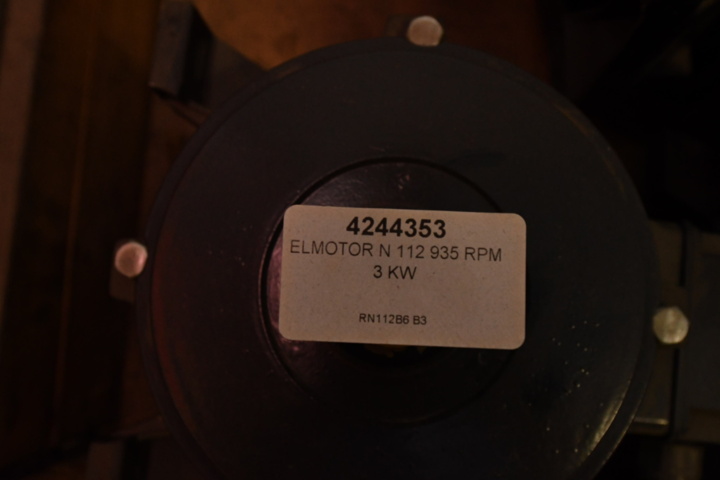 4244353
ELMOTOR N 112 935 RPM
3 KW
RN112B6 B3